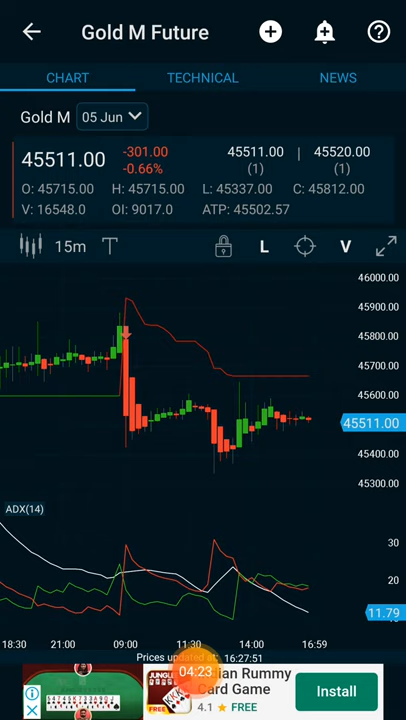 Gold M Future
CHART TECHNICAL NEWS
Gold M 05 Jun
45511.00 -301.00 -0.66% 45511.00 (1) | 45520.00 (1)
O: 45715.00 H: 45715.00 L: 45337.00 C: 45812.00
V: 16548.0 OI: 9017.0 ATP: 45502.57
15m T L V
46000.00
45900.00
45800.00
45700.00
45600.00
45511.00
45400.00
45300.00
ADX(14)
30
20
11.79
18:30 21:00 09:00 11:30 14:00 16:59
Prices updated at: 16:27:51
04:23
Rummy
Card Game
4.1 ★ FREE
Install
JUNGLE
FREE